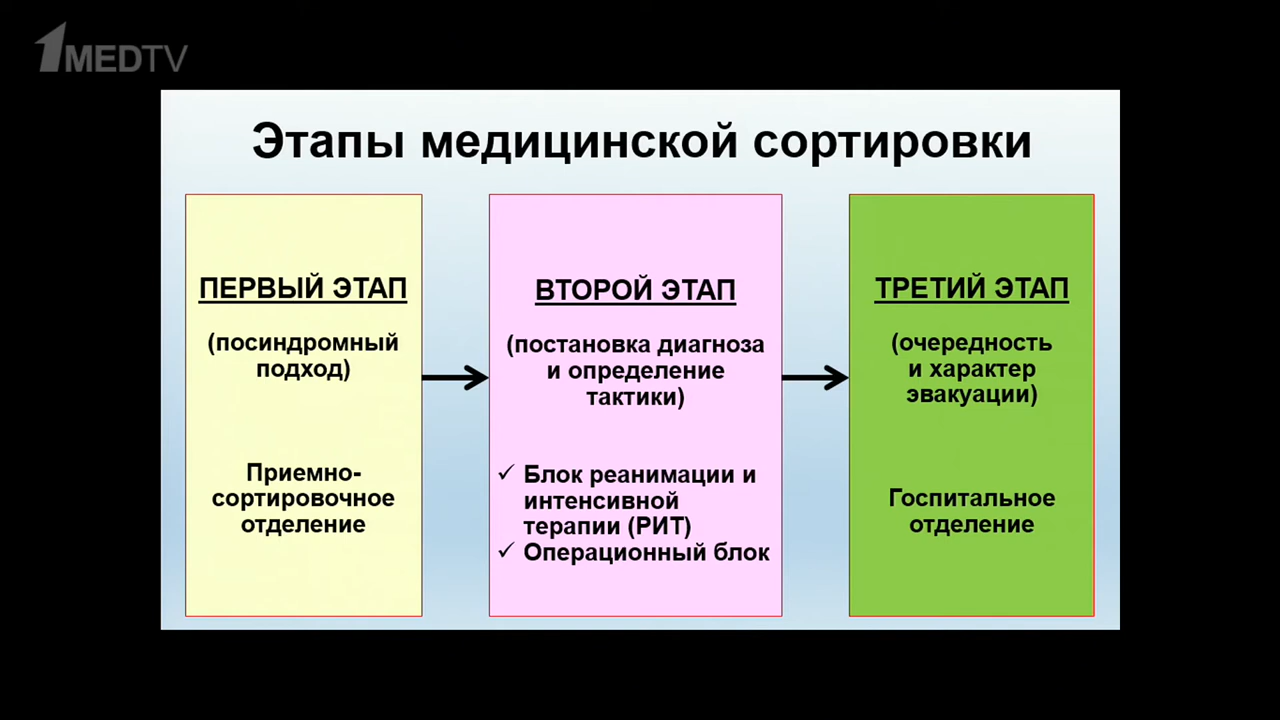 1MEDTV
Этапы медицинской сортировки
ПЕРВЫЙ ЭТАП
(посиндромный
подход)
Приемно-
сортировочное
отделение
ВТОРОЙ ЭТАП
(постановка диагноза
и определение
тактики)
✓ Блок реанимации и
интенсивной
терапии (РИТ)
✓ Операционный блок
ТРЕТИЙ ЭТАП
(очередность
и характер
эвакуации)
Госпитальное
отделение